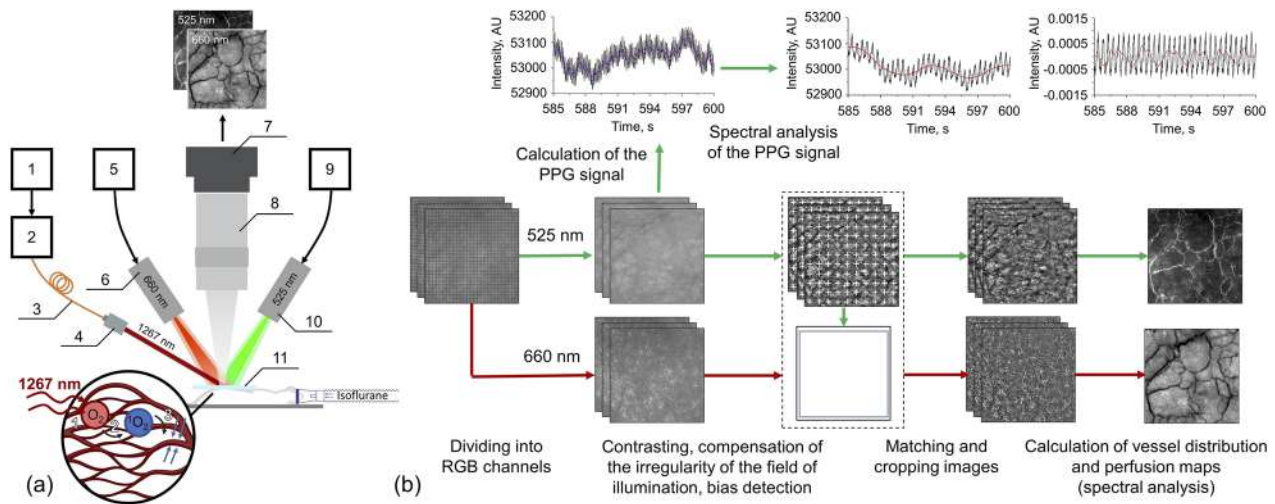 525 nm
660 nm
7
1
5
9
8
2
6
660 nm
525 nm
3
10
4
1267 nm
11
1267 nm
Isoflurane
O2
1O2
1
2
3
(a)
Intensity, AU
53200
53100
53000
52900
585 588 591 594 597 600
Time, s
Intensity, AU
53200
53100
53000
52900
585 588 591 594 597 600
Time, s
Intensity, AU
0.0015
0.0005
-0.0005
-0.0015
585 588 591 594 597 600
Time, s
Calculation of the
PPG signal
Spectral analysis
of the PPG signal
525 nm
660 nm
Dividing into
RGB channels
Contrasting, compensation of
the irregularity of the field of
illumination, bias detection
Matching and
cropping images
Calculation of vessel distribution
and perfusion maps
(spectral analysis)
(b)